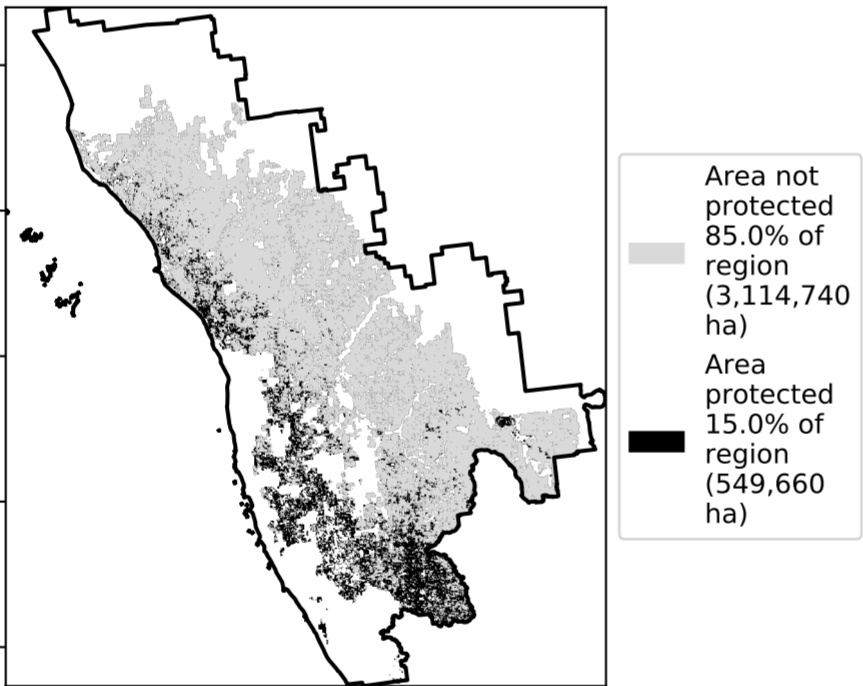 Area not
protected
85.0% of
region
(3,114,740
ha)
Area
protected
15.0% of
region
(549,660
ha)